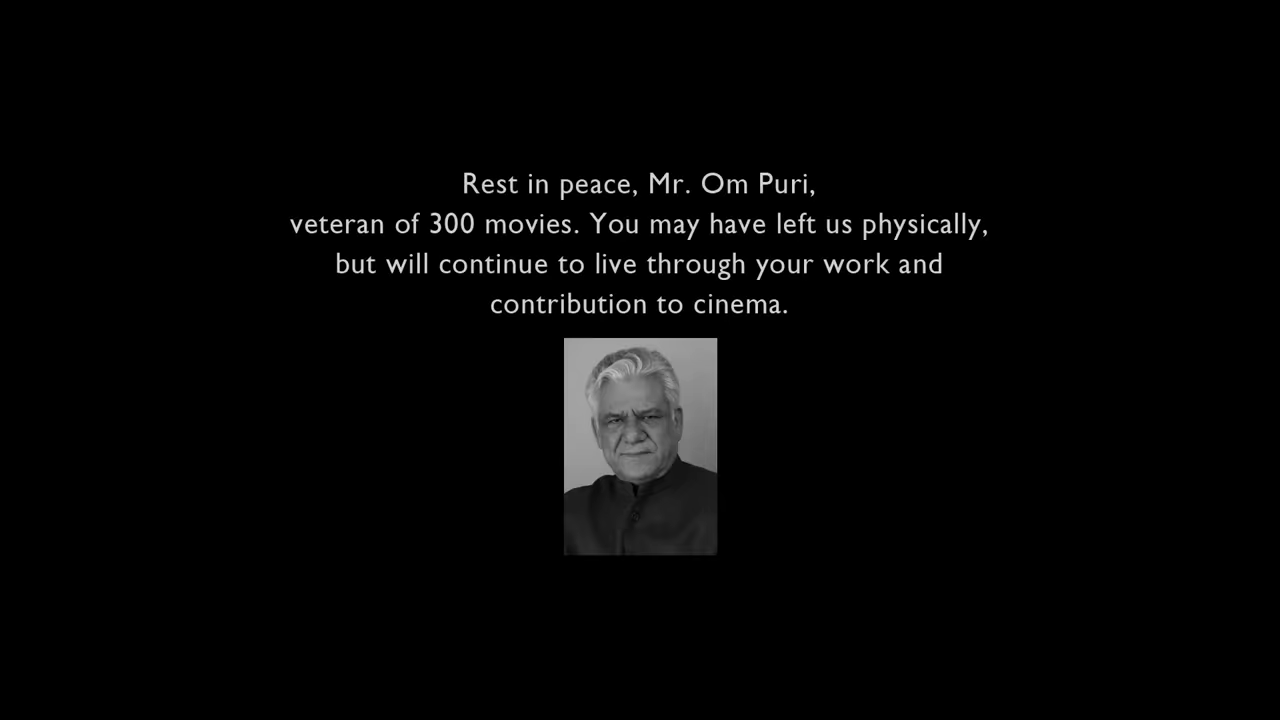 Rest in peace, Mr. Om Puri,
veteran of 300 movies. You may have left us physically,
but will continue to live through your work and
contribution to cinema.